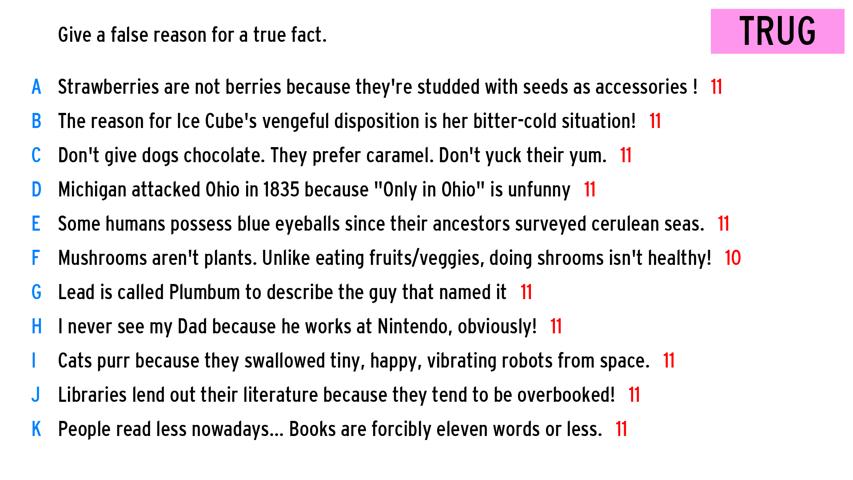 Give a false reason for a true fact.
TRUG
A Strawberries are not berries because they're studded with seeds as accessories ! 11
B The reason for Ice Cube's vengeful disposition is her bitter-cold situation! 11
C Don't give dogs chocolate. They prefer caramel. Don't yuck their yum. 11
D Michigan attacked Ohio in 1835 because "Only in Ohio" is unfunny 11
E Some humans possess blue eyeballs since their ancestors surveyed cerulean seas. 11
F Mushrooms aren't plants. Unlike eating fruits/veggies, doing shrooms isn't healthy! 10
G Lead is called Plumbum to describe the guy that named it 11
H I never see my Dad because he works at Nintendo, obviously! 11
I Cats purr because they swallowed tiny, happy, vibrating robots from space. 11
J Libraries lend out their literature because they tend to be overbooked! 11
K People read less nowadays... Books are forcibly eleven words or less. 11